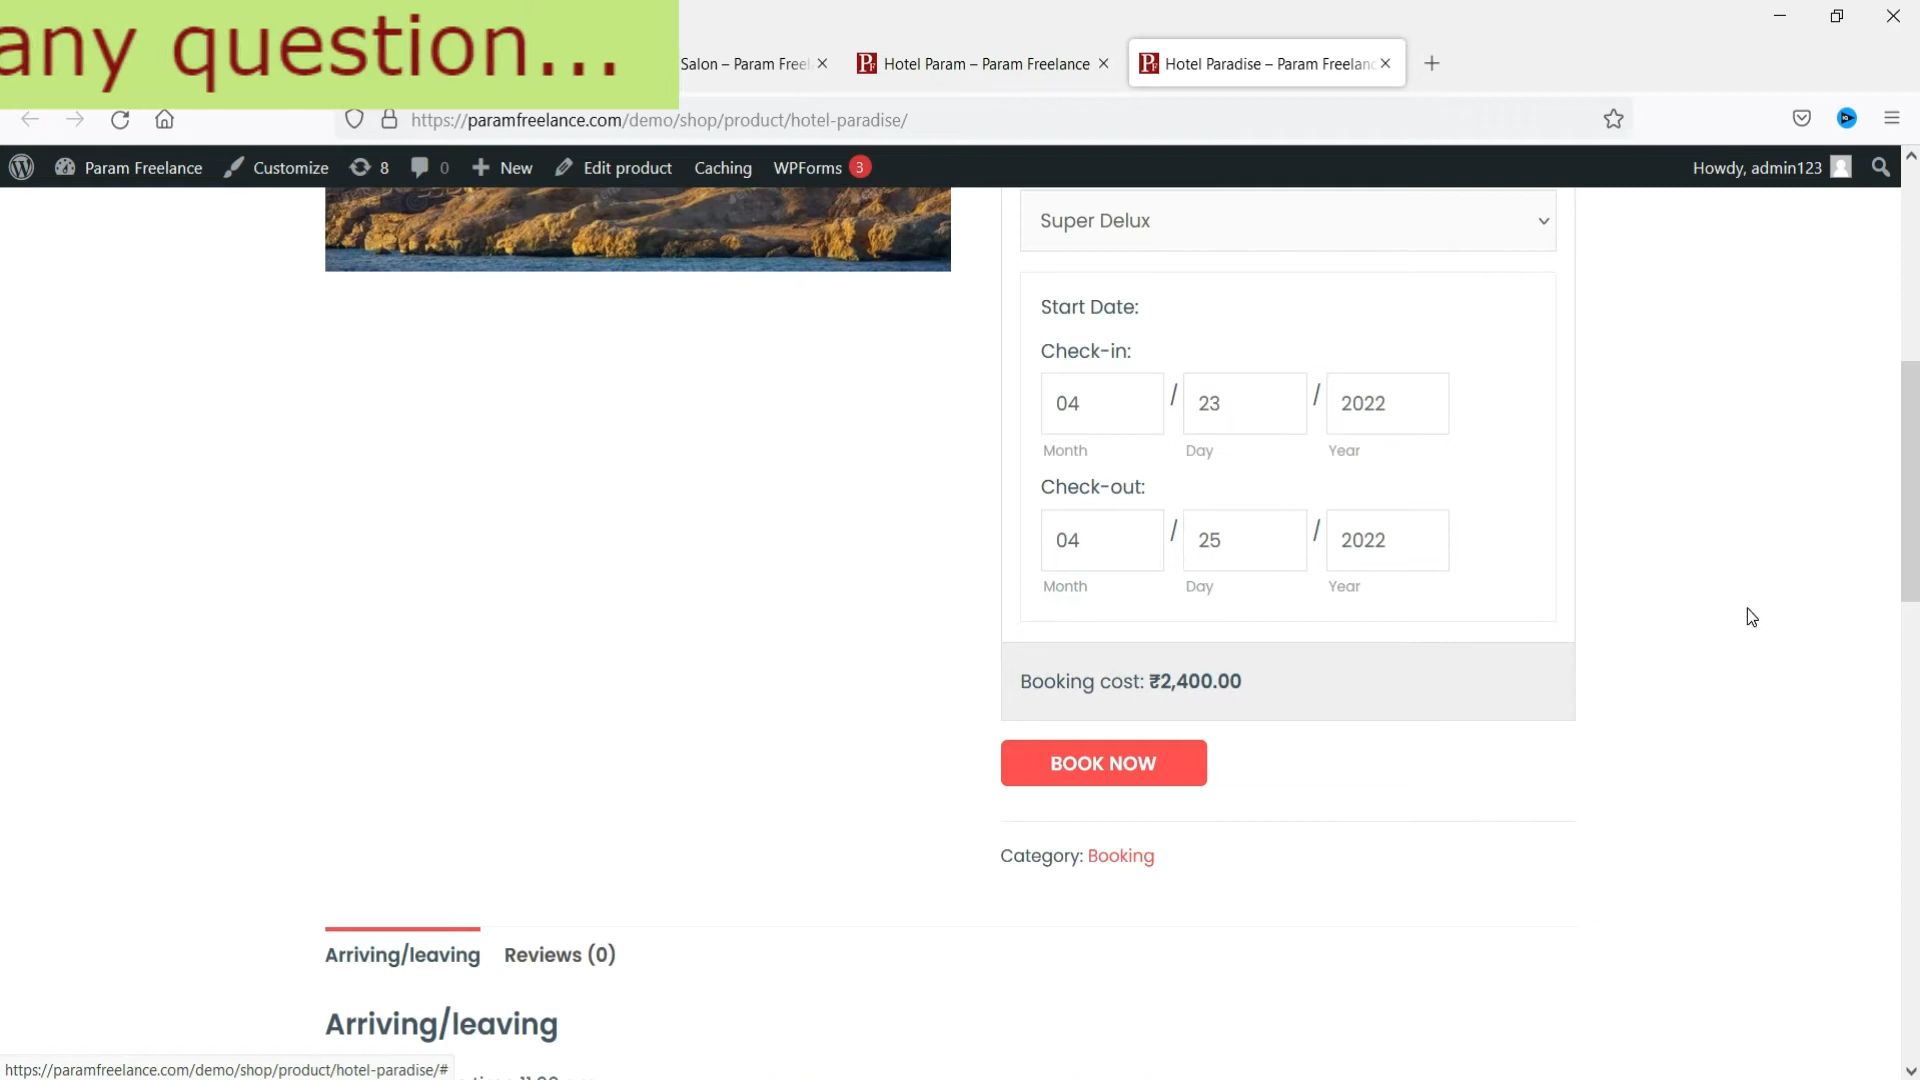 any question...
Salon – Param Freel
Hotel Param – Param Freelance
Hotel Paradise – Param Freelanc
https://paramfreelance.com/demo/shop/product/hotel-paradise/
Param Freelance
Customize
8
0
New
Edit product
Caching
WPForms 3
Howdy, admin123
Super Delux
Start Date:
Check-in:
04 / 23 / 2022
Month Day Year
Check-out:
04 / 25 / 2022
Month Day Year
Booking cost: ₹2,400.00
BOOK NOW
Category: Booking
Arriving/leaving
Reviews (0)
Arriving/leaving
https://paramfreelance.com/demo/shop/product/hotel-paradise/#